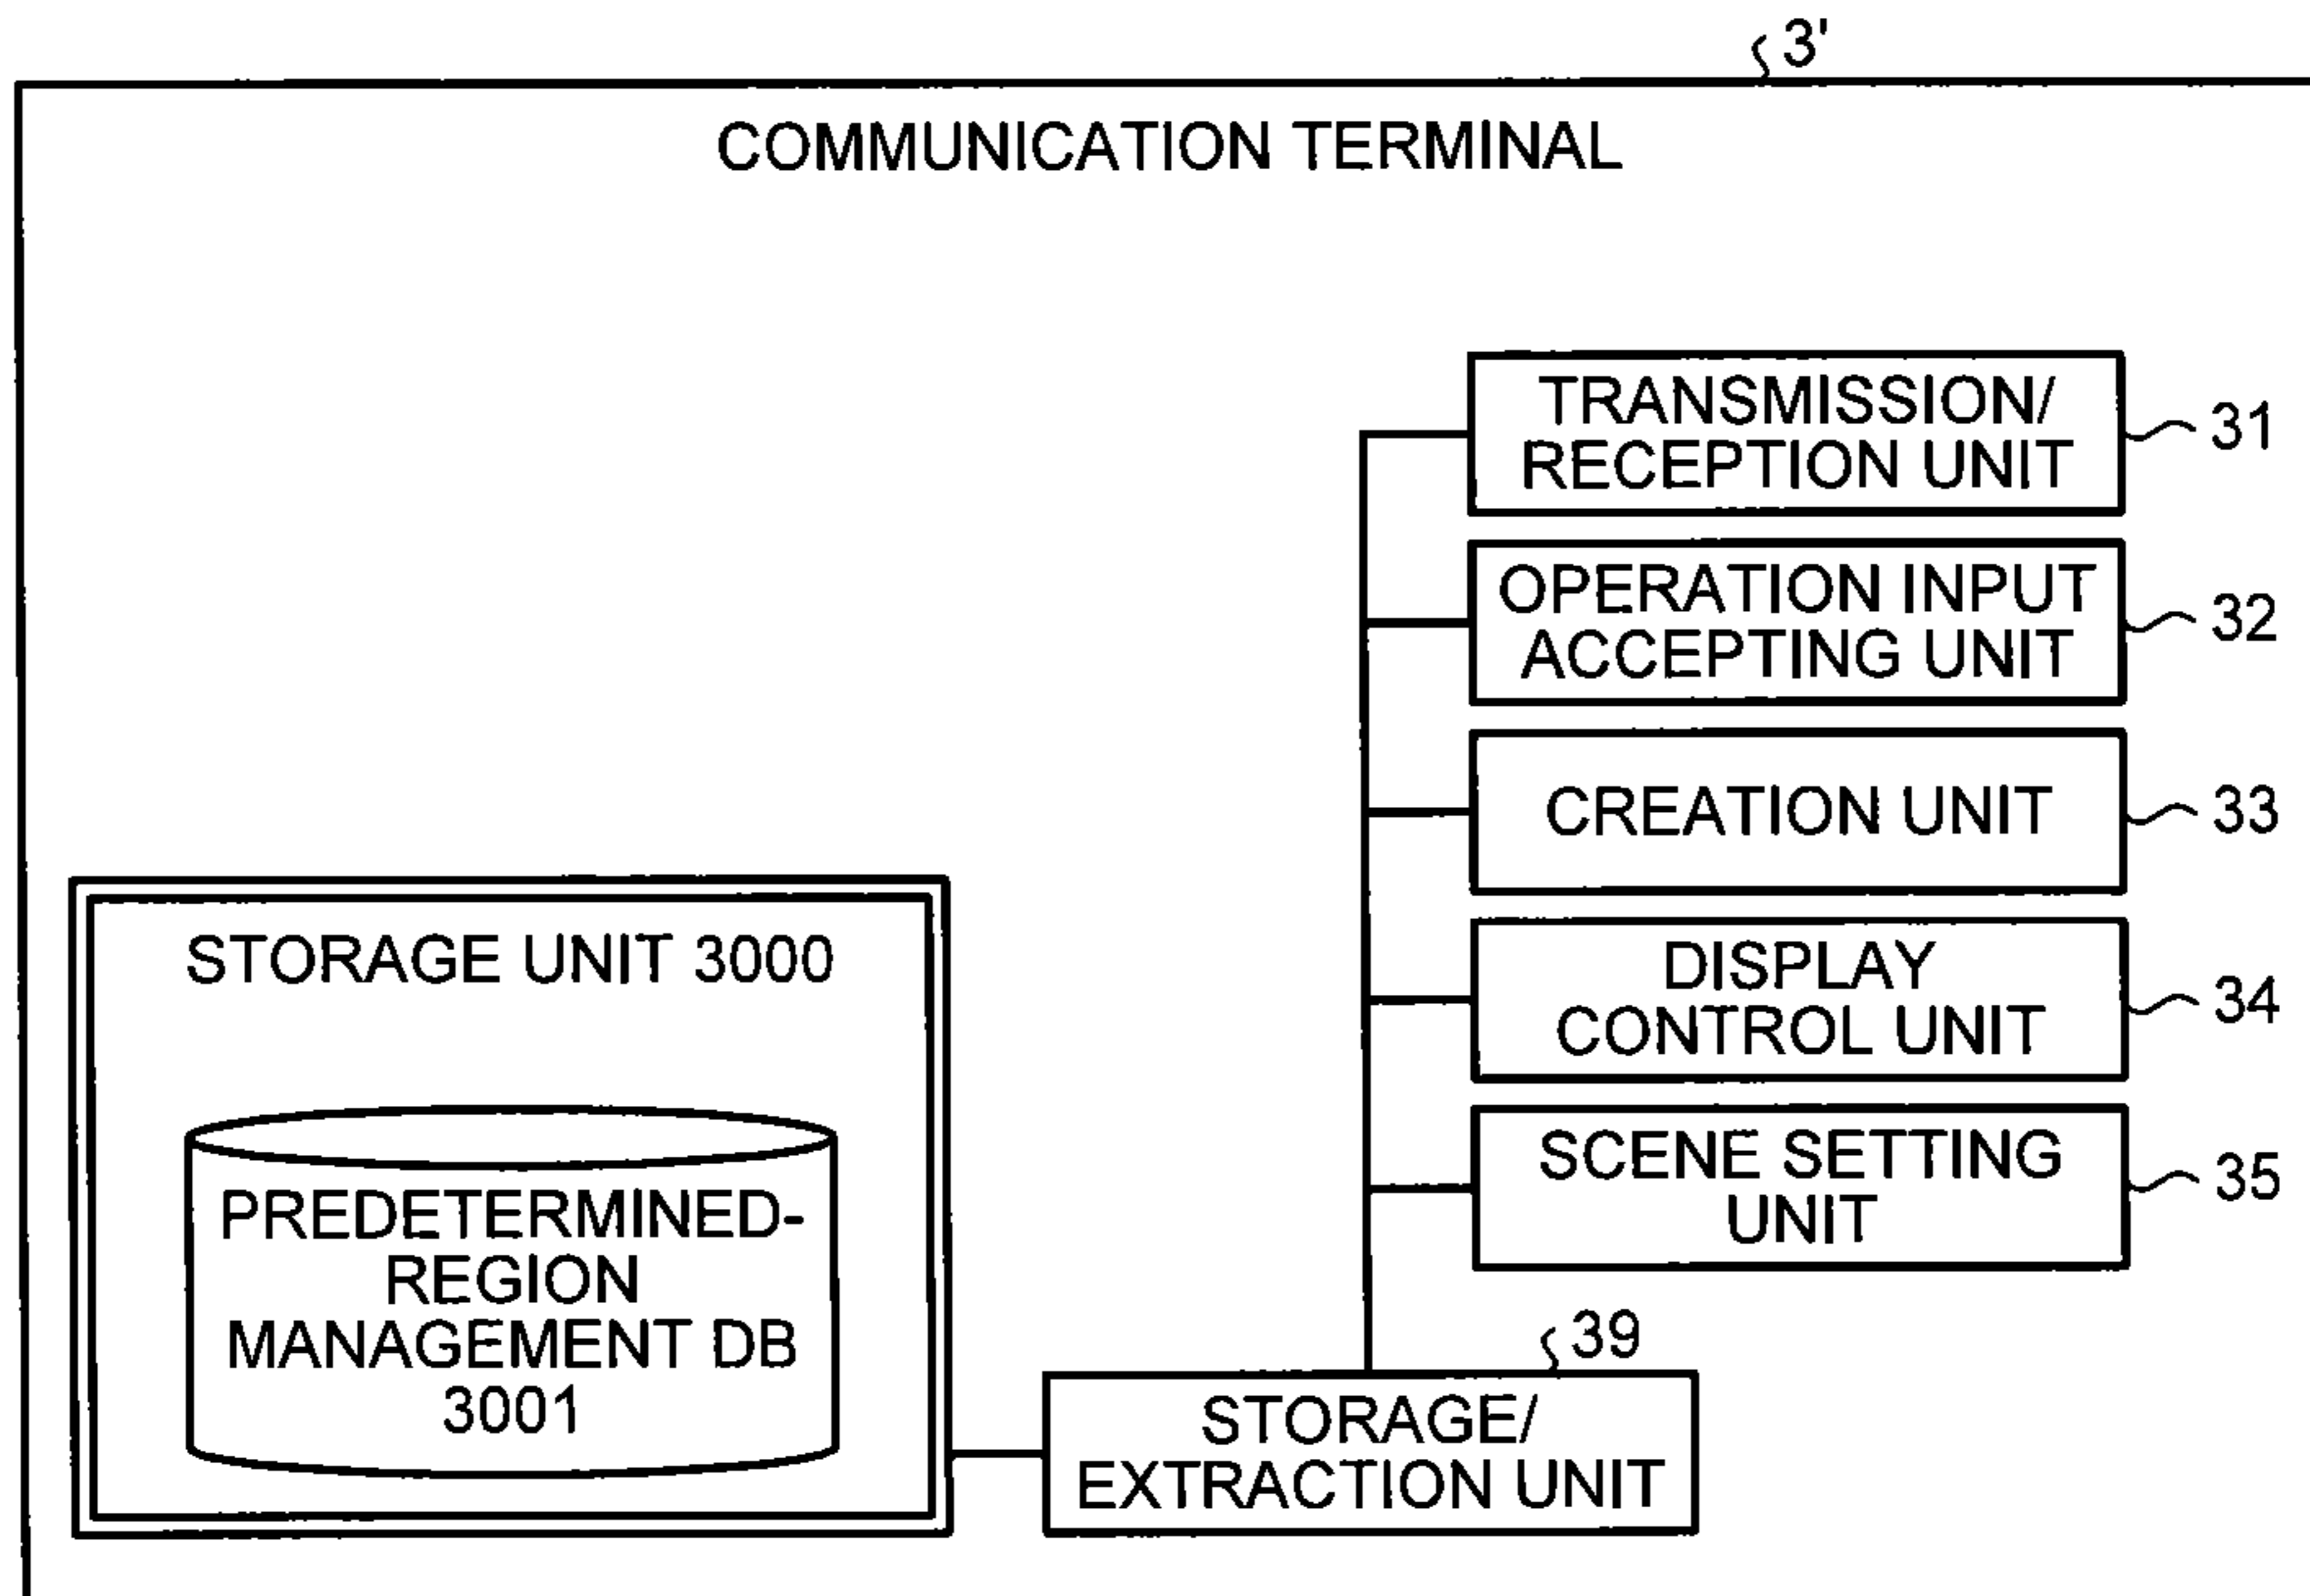 3'
COMMUNICATION TERMINAL
TRANSMISSION/
RECEPTION UNIT
31
OPERATION INPUT
ACCEPTING UNIT
32
CREATION UNIT
33
DISPLAY
CONTROL UNIT
34
SCENE SETTING
UNIT
35
STORAGE UNIT 3000
PREDETERMINED-
REGION
MANAGEMENT DB
3001
39
STORAGE/
EXTRACTION UNIT